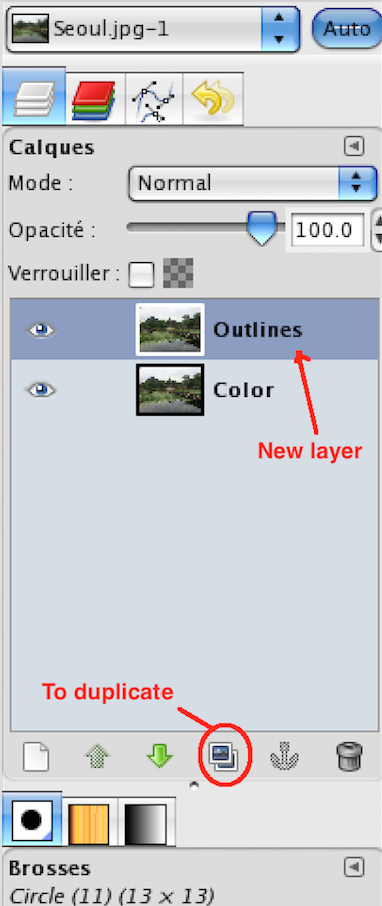 Seoul.jpg-1
Auto
Calques
Mode :
Normal
Opacité :
100.0
Verrouiller :
Outlines
Color
New layer
To duplicate
Brosses
Circle (11) (13 × 13)